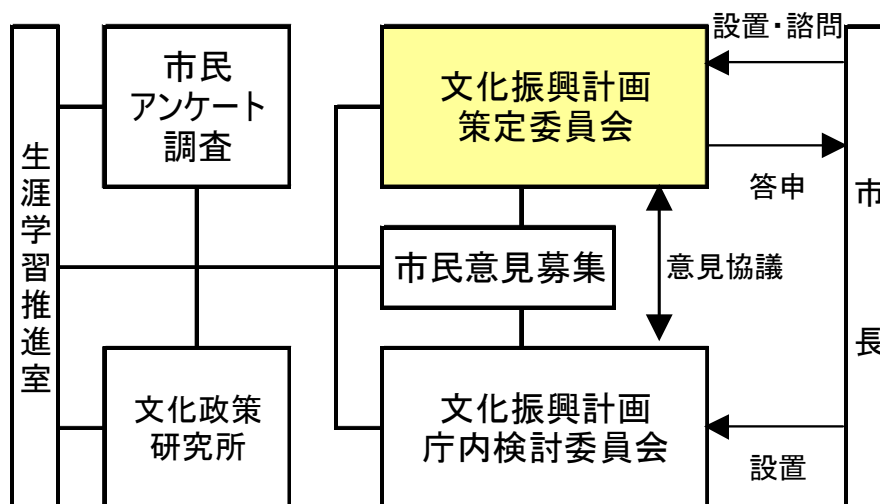 生涯学習推進室
市民
アンケート
調査
文化振興計画
策定委員会
設置・諮問
答申
市長
市民意見募集
意見協議
文化政策
研究所
文化振興計画
庁内検討委員会
設置